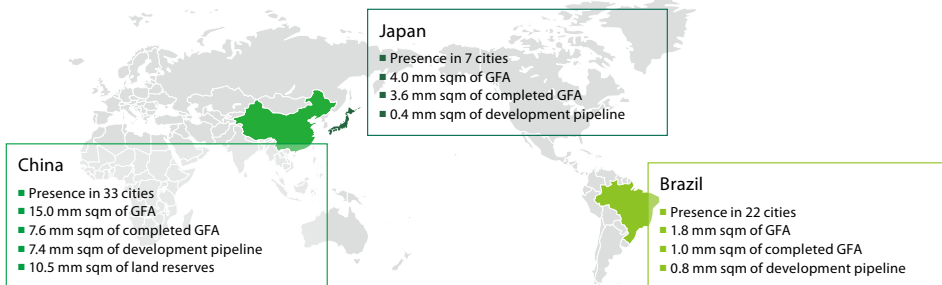 Japan
▪ Presence in 7 cities
▪ 4.0 mm sqm of GFA
▪ 3.6 mm sqm of completed GFA
▪ 0.4 mm sqm of development pipeline
China
▪ Presence in 33 cities
▪ 15.0 mm sqm of GFA
▪ 7.6 mm sqm of completed GFA
▪ 7.4 mm sqm of development pipeline
▪ 10.5 mm sqm of land reserves
Brazil
▪ Presence in 22 cities
▪ 1.8 mm sqm of GFA
▪ 1.0 mm sqm of completed GFA
▪ 0.8 mm sqm of development pipeline